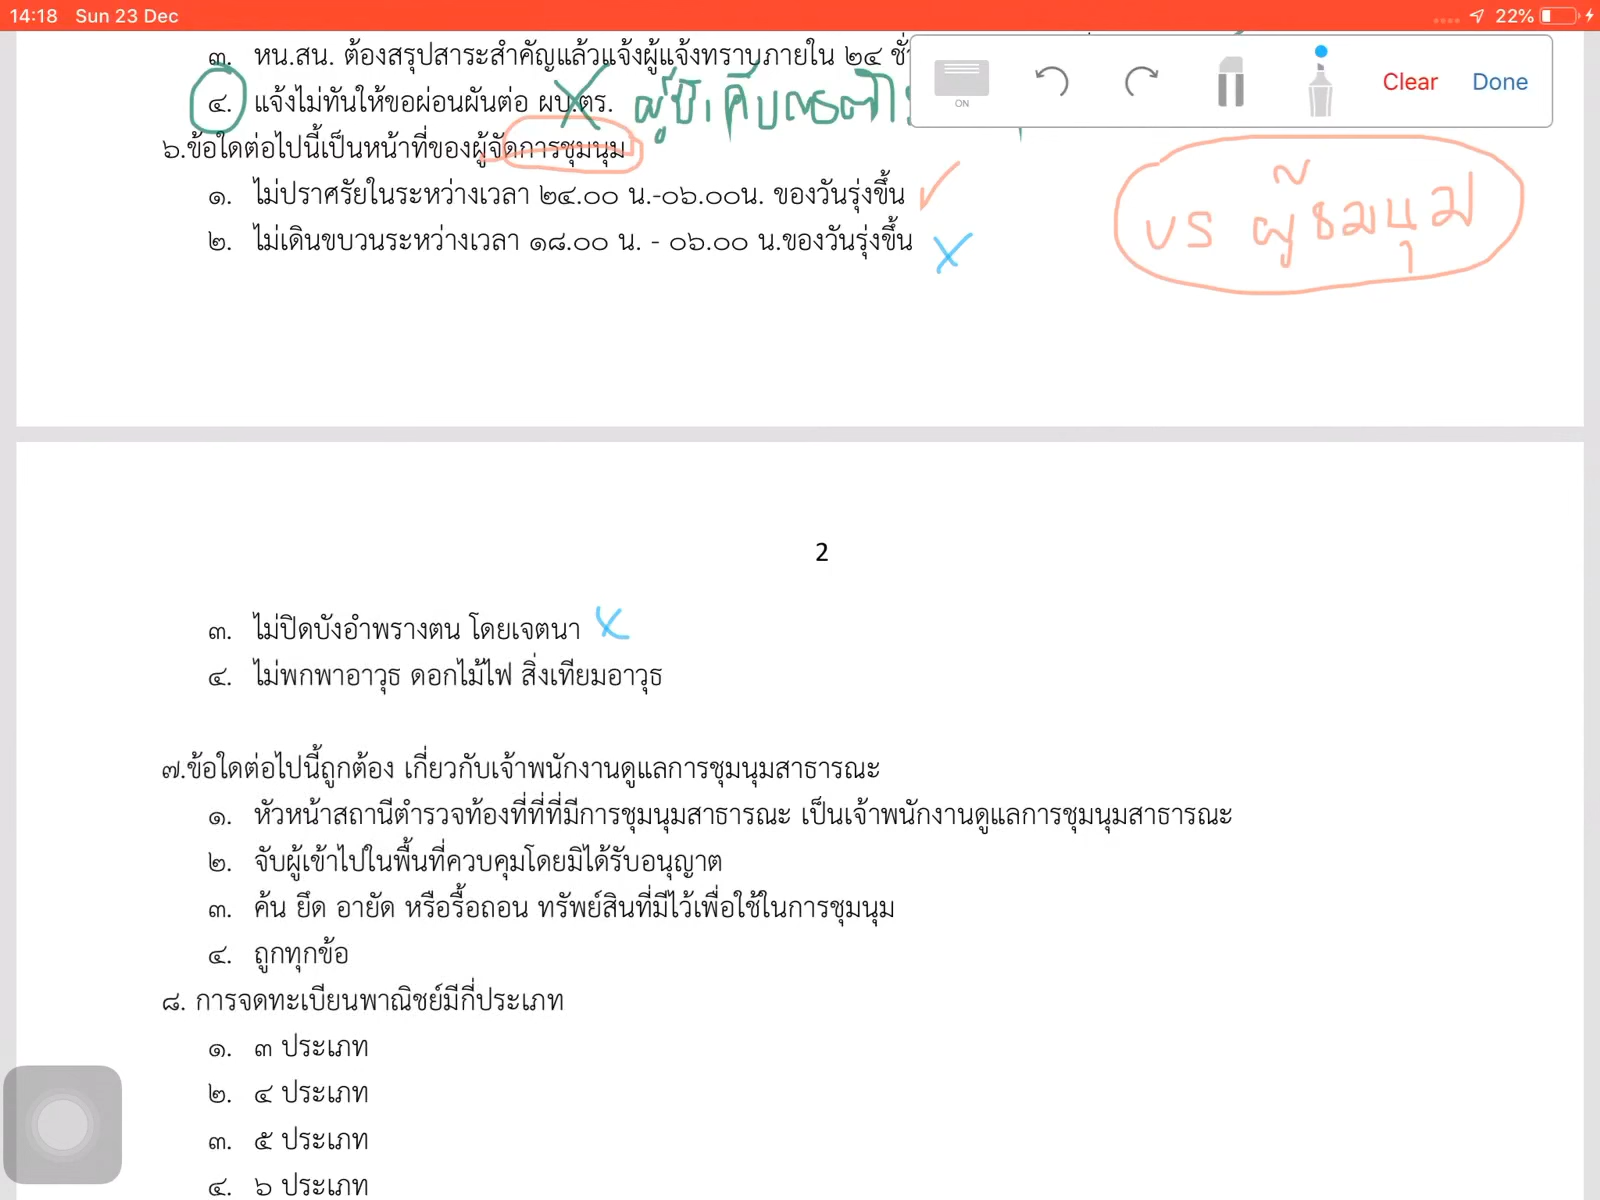 14:18 Sun 23 Dec 22%
๓. หน.สน. ต้องสรุปสาระสำคัญแล้วแจ้งผู้แจ้งทราบภายใน ๒๔
ON Clear Done
๔. แจ้งไม่ทันให้ขอผ่อนผันต่อ ผบ.ตร.
๖.ข้อใดต่อไปนี้เป็นหน้าที่ของผู้จัดการชุมนุม
๑. ไม่ปราศรัยในระหว่างเวลา ๒๔.๐๐ น.-๐๖.๐๐น. ของวันรุ่งขึ้น
๒. ไม่เดินขบวนระหว่างเวลา ๑๘.๐๐ น. - ๐๖.๐๐ น.ของวันรุ่งขึ้น
2
๓. ไม่ปิดบังอำพรางตน โดยเจตนา
๔. ไม่พกพาอาวุธ ดอกไม้ไฟ สิ่งเทียมอาวุธ
๗.ข้อใดต่อไปนี้ถูกต้อง เกี่ยวกับเจ้าพนักงานดูแลการชุมนุมสาธารณะ
๑. หัวหน้าสถานีตำรวจท้องที่ที่ที่มีการชุมนุมสาธารณะ เป็นเจ้าพนักงานดูแลการชุมนุมสาธารณะ
๒. จับผู้เข้าไปในพื้นที่ควบคุมโดยมิได้รับอนุญาต
๓. ค้น ยึด อายัด หรือรื้อถอน ทรัพย์สินที่มีไว้เพื่อใช้ในการชุมนุม
๔. ถูกทุกข้อ
๘. การจดทะเบียนพาณิชย์มีกี่ประเภท
๑. ๓ ประเภท
๒. ๔ ประเภท
๓. ๕ ประเภท
๔. ๖ ประเภท